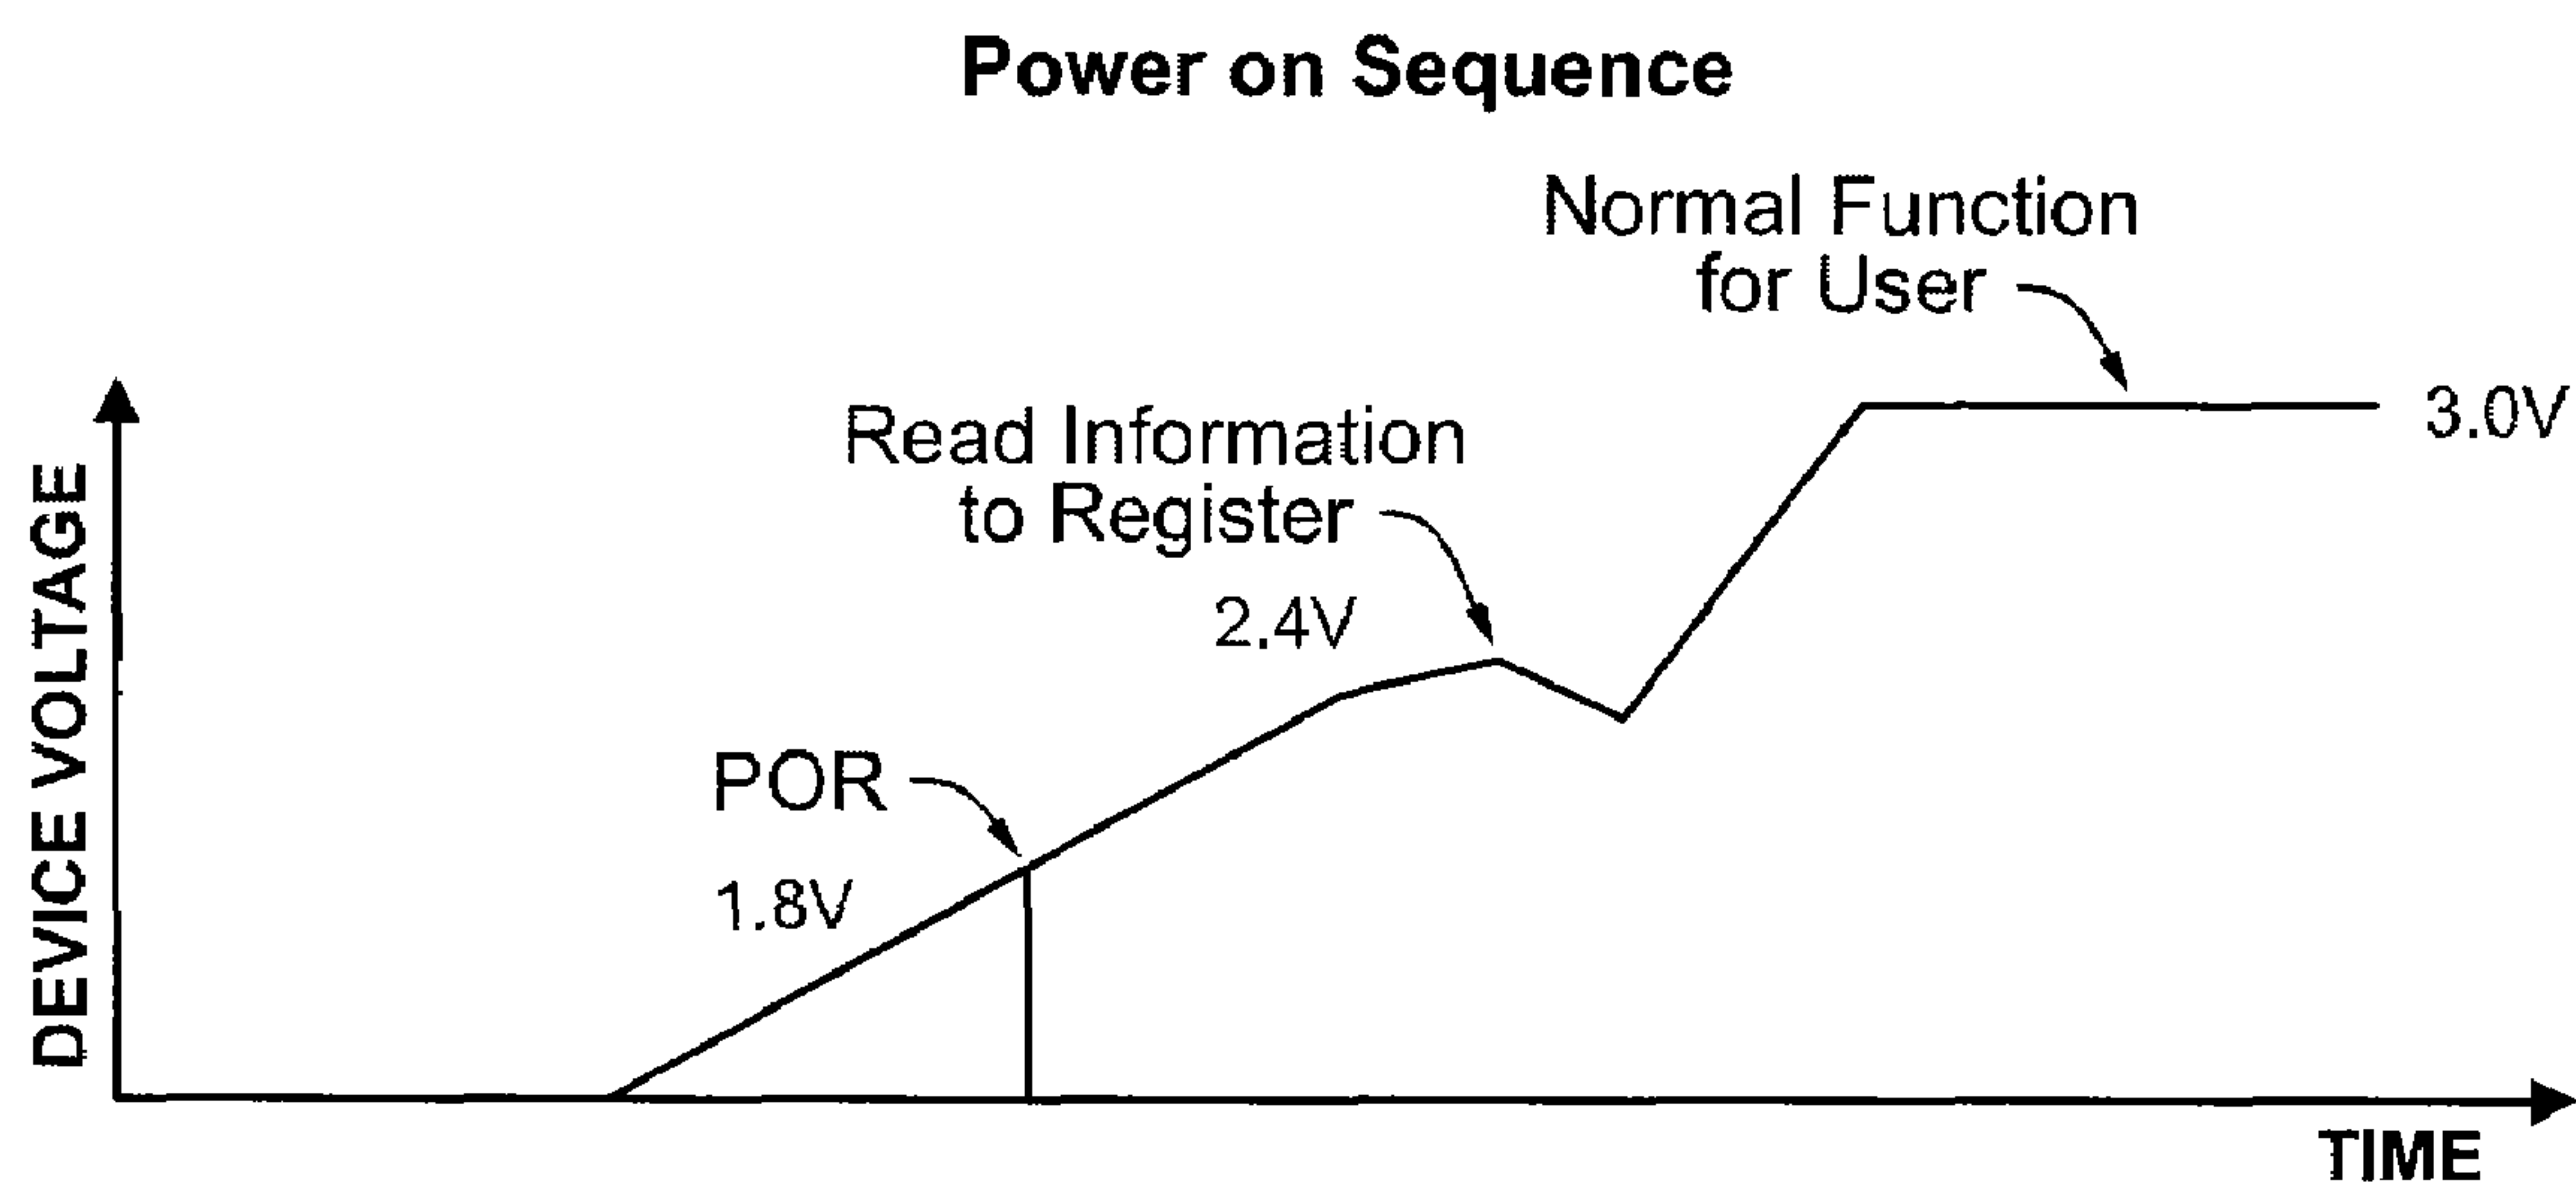 Power on Sequence
Normal Function
for User
3.0V
Read Information
to Register
2.4V
POR
1.8V
DEVICE VOLTAGE
TIME